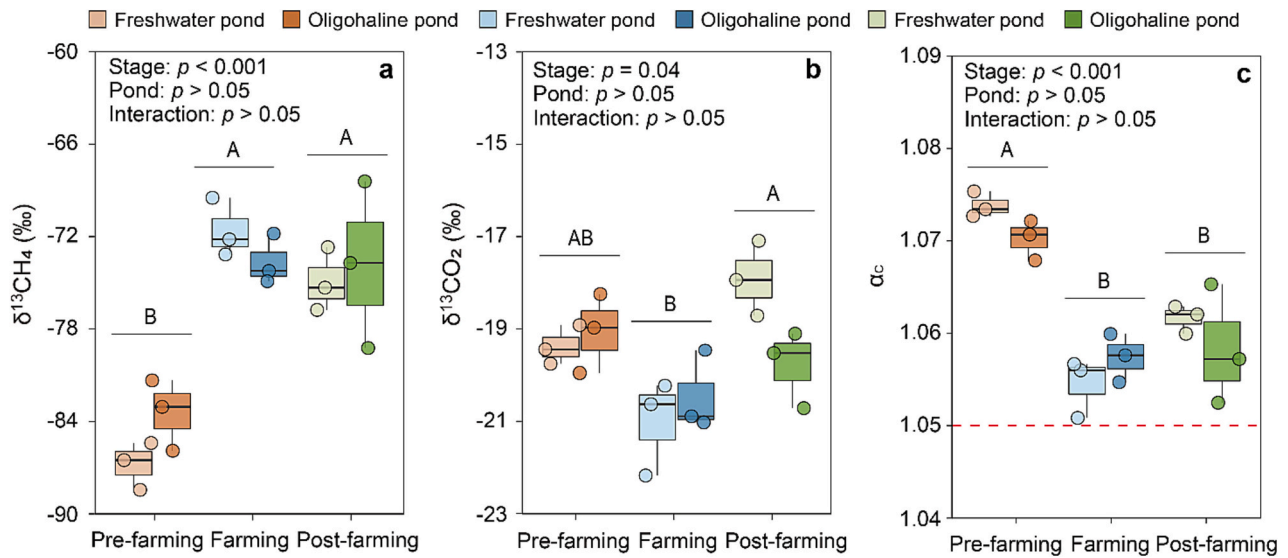 Freshwater pond Oligohaline pond Freshwater pond Oligohaline pond Freshwater pond Oligohaline pond
-60
-66
-72
-78
-84
-90
δ¹³CH₄ (‰)
Stage: p < 0.001
Pond: p > 0.05
Interaction: p > 0.05
a
B
A
A
Pre-farming Farming Post-farming
-13
-15
-17
-19
-21
-23
δ¹³CO₂ (‰)
Stage: p = 0.04
Pond: p > 0.05
Interaction: p > 0.05
b
AB
B
A
Pre-farming Farming Post-farming
1.09
1.08
1.07
1.06
1.05
1.04
αc
Stage: p < 0.001
Pond: p > 0.05
Interaction: p > 0.05
c
A
B
B
Pre-farming Farming Post-farming